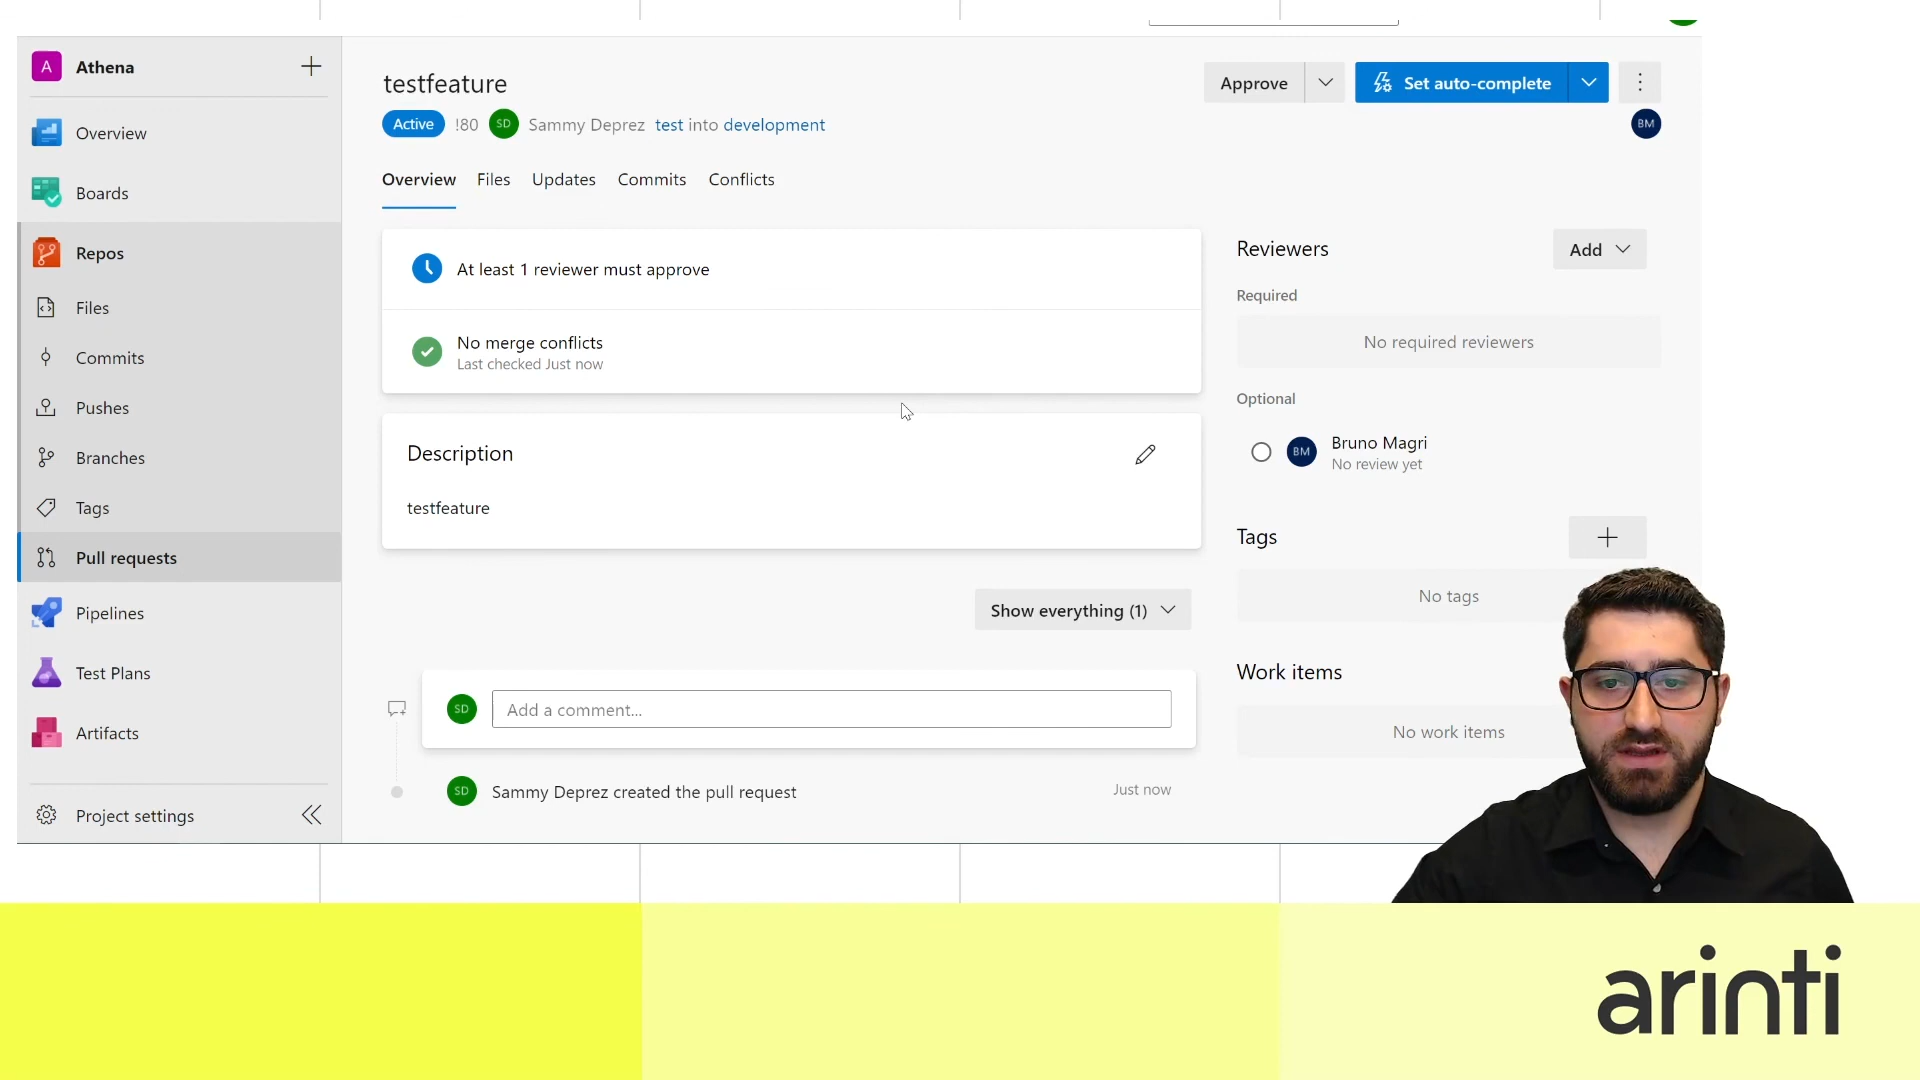 A Athena
Overview
Boards
Repos
Files
Commits
Pushes
Branches
Tags
Pull requests
Pipelines
Test Plans
Artifacts
Project settings
testfeature
Approve
Set auto-complete
Active !80 SD Sammy Deprez test into development
BM
Overview Files Updates Commits Conflicts
At least 1 reviewer must approve
No merge conflicts
Last checked Just now
Description
testfeature
Show everything (1)
SD Add a comment...
SD Sammy Deprez created the pull request Just now
Reviewers Add
Required
No required reviewers
Optional
BM Bruno Magri
No review yet
Tags
No tags
Work items
No work items
arinti